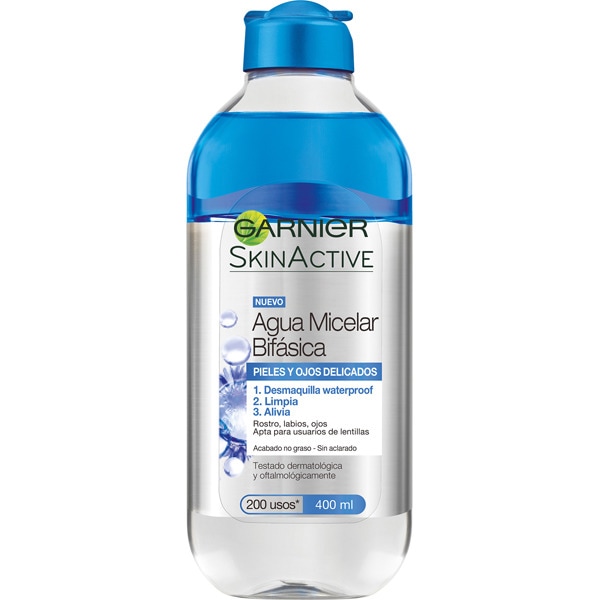 GARNIER
SKINACTIVE
NUEVO
Agua Micelar
Bifásica
PIELES Y OJOS DELICADOS
1. Desmaquilla waterproof
2. Limpia
3. Alivia
Rostro, labios, ojos
Apta para usuarios de lentillas
Acabado no graso - Sin aclarado
Testado dermatológica
y oftalmológicamente
200 usos* 400 ml